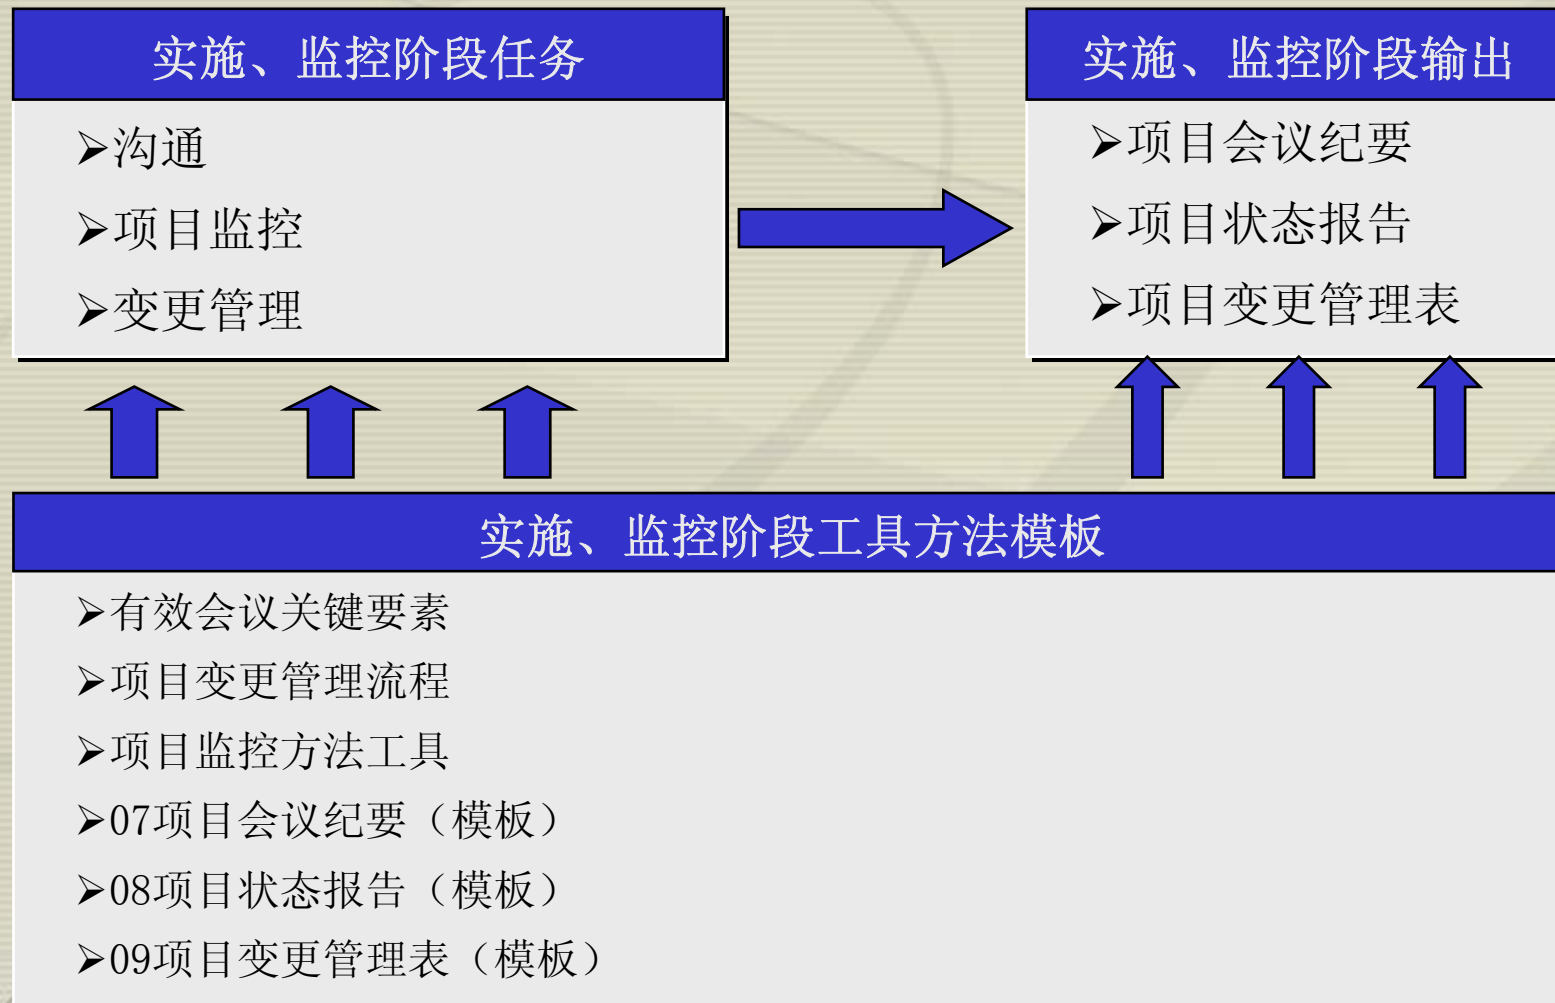 实施、监控阶段任务
➢沟通
➢项目监控
➢变更管理
实施、监控阶段输出
➢项目会议纪要
➢项目状态报告
➢项目变更管理表
实施、监控阶段工具方法模板
➢有效会议关键要素
➢项目变更管理流程
➢项目监控方法工具
➢07项目会议纪要（模板）
➢08项目状态报告（模板）
➢09项目变更管理表（模板）